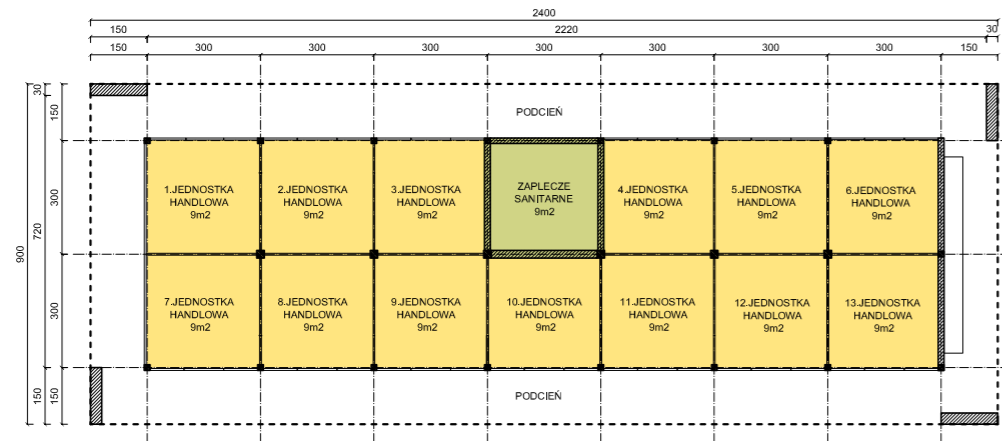 2400
150
2220
30
150
300
300
300
300
300
300
300
150
900
30
720
150
150
300
300
150
PODCIEŃ
1.JEDNOSTKA
HANDLOWA
9m2
2.JEDNOSTKA
HANDLOWA
9m2
3.JEDNOSTKA
HANDLOWA
9m2
ZAPLECZE
SANITARNE
9m2
4.JEDNOSTKA
HANDLOWA
9m2
5.JEDNOSTKA
HANDLOWA
9m2
6.JEDNOSTKA
HANDLOWA
9m2
7.JEDNOSTKA
HANDLOWA
9m2
8.JEDNOSTKA
HANDLOWA
9m2
9.JEDNOSTKA
HANDLOWA
9m2
10.JEDNOSTKA
HANDLOWA
9m2
11.JEDNOSTKA
HANDLOWA
9m2
12.JEDNOSTKA
HANDLOWA
9m2
13.JEDNOSTKA
HANDLOWA
9m2
PODCIEŃ